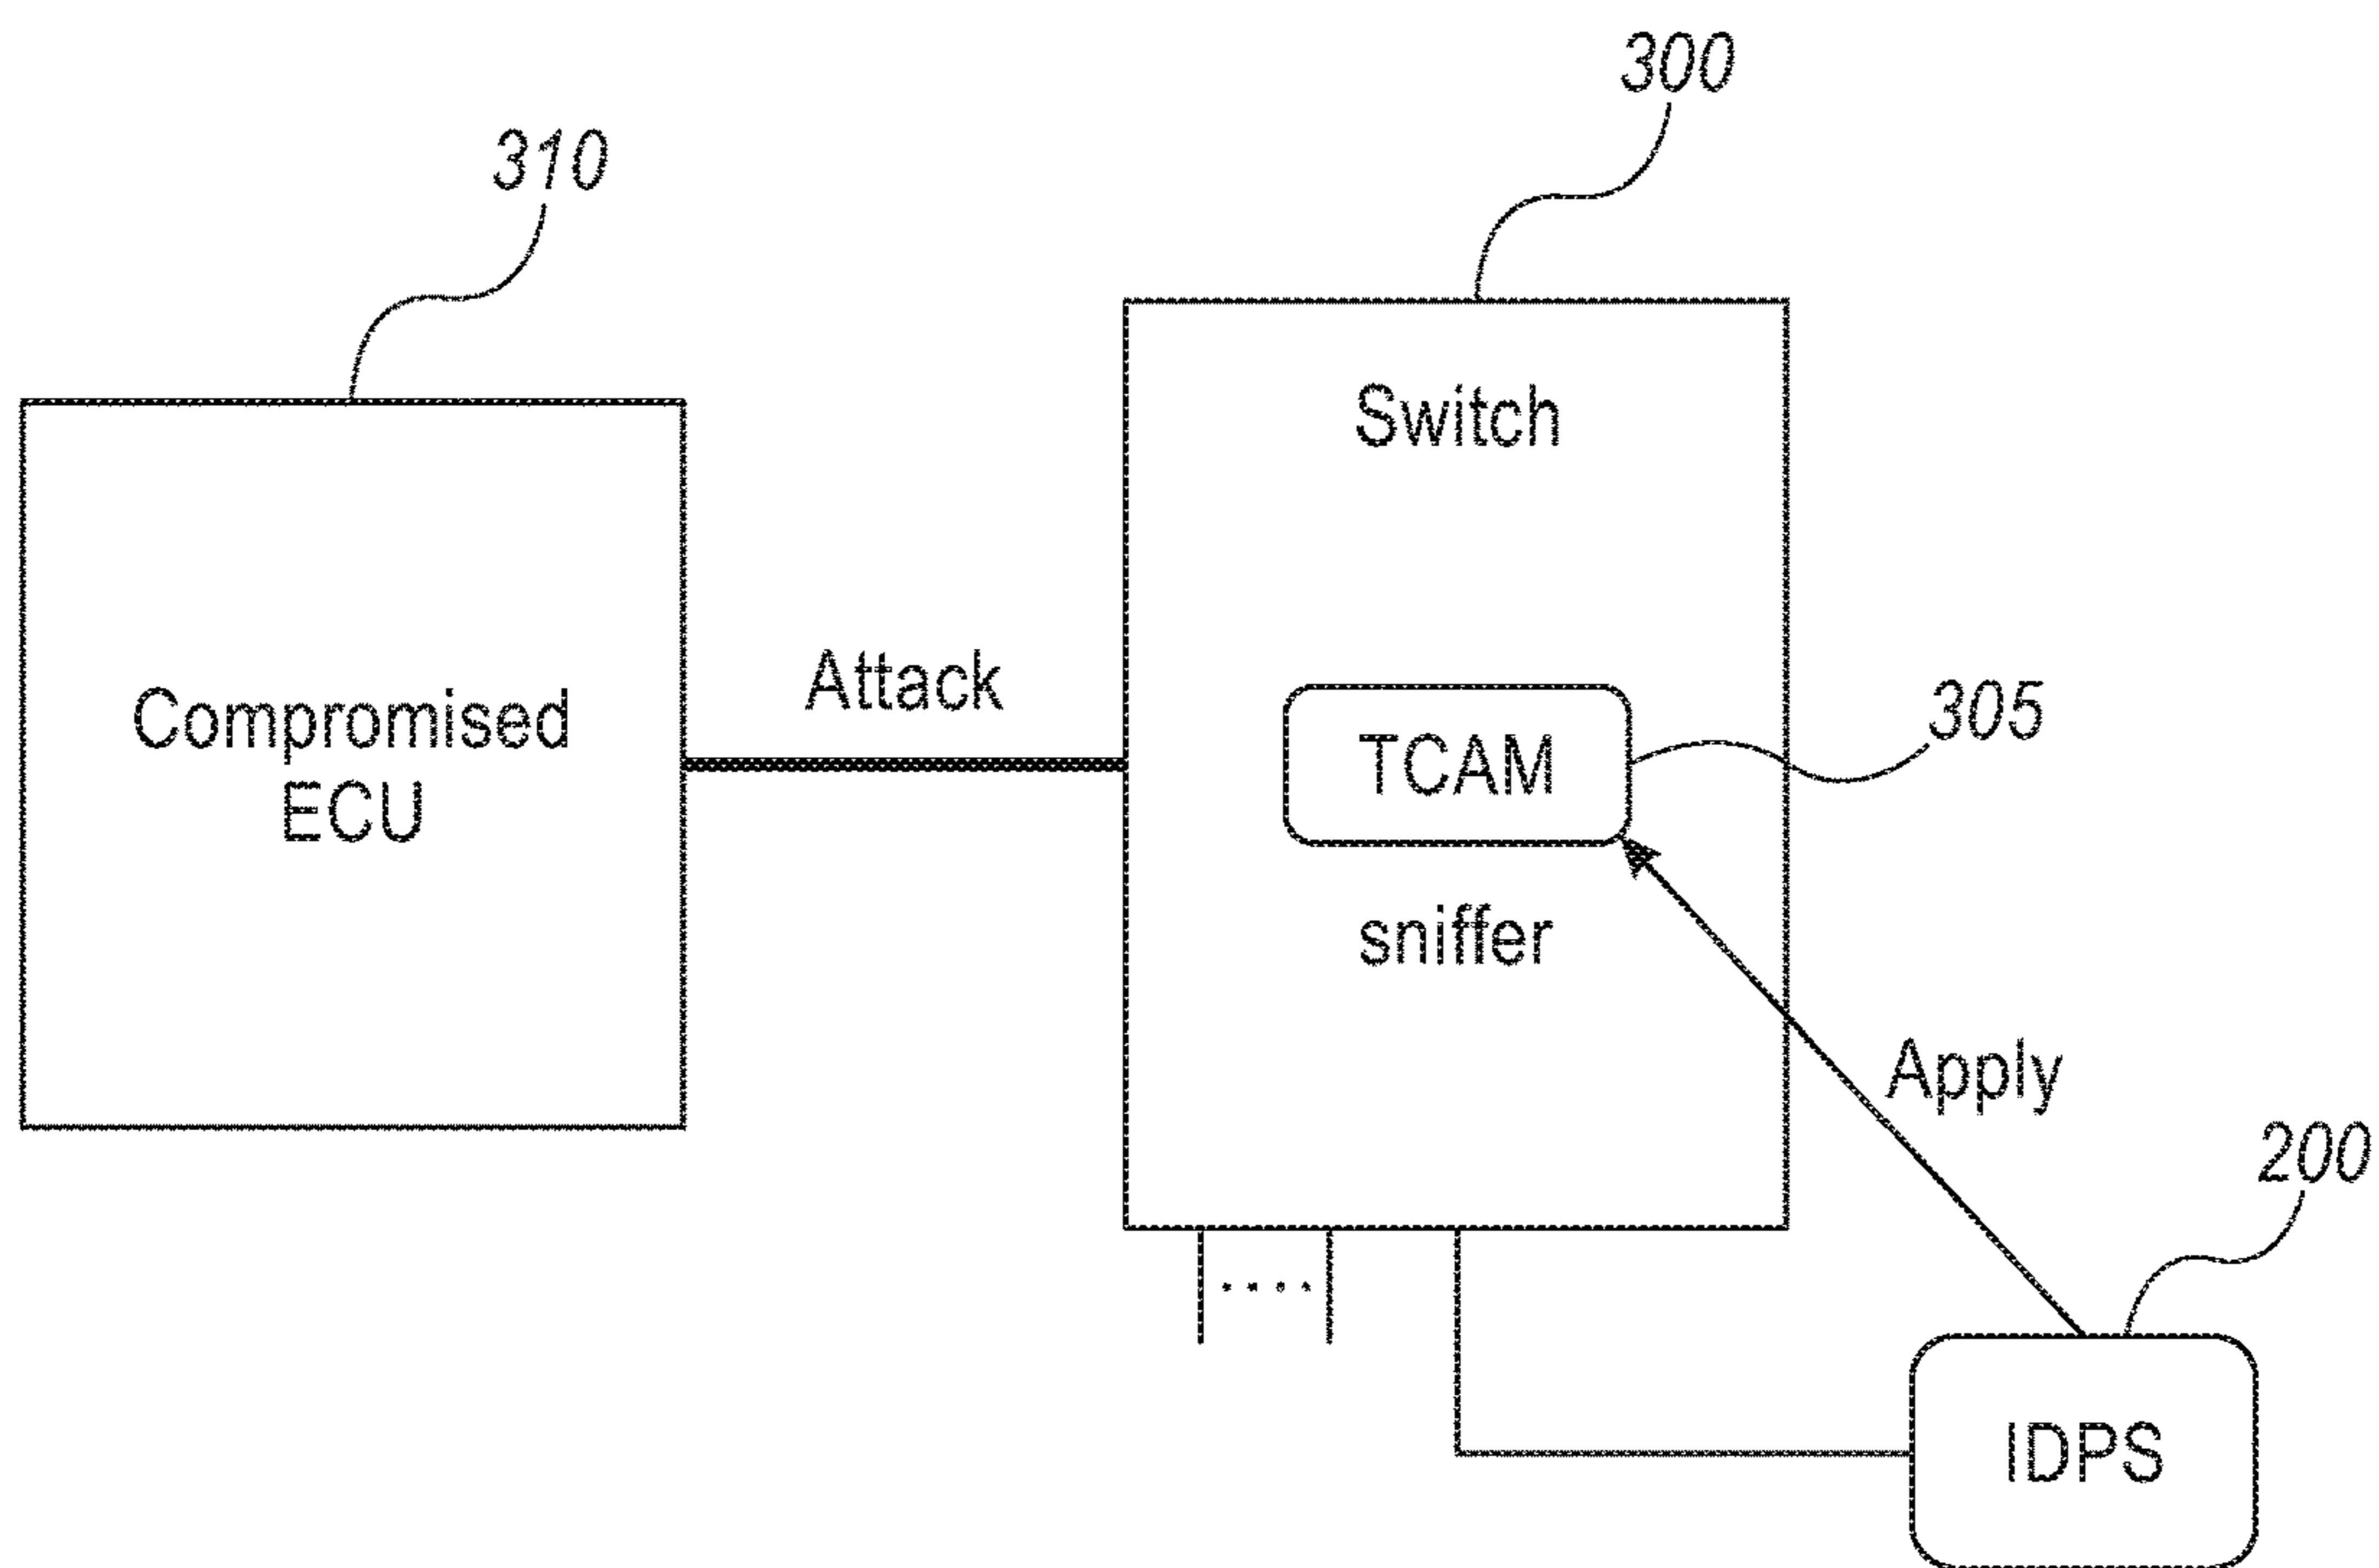 300
310
Switch
Attack
Compromised
ECU
TCAM
305
sniffer
Apply
200
IDPS